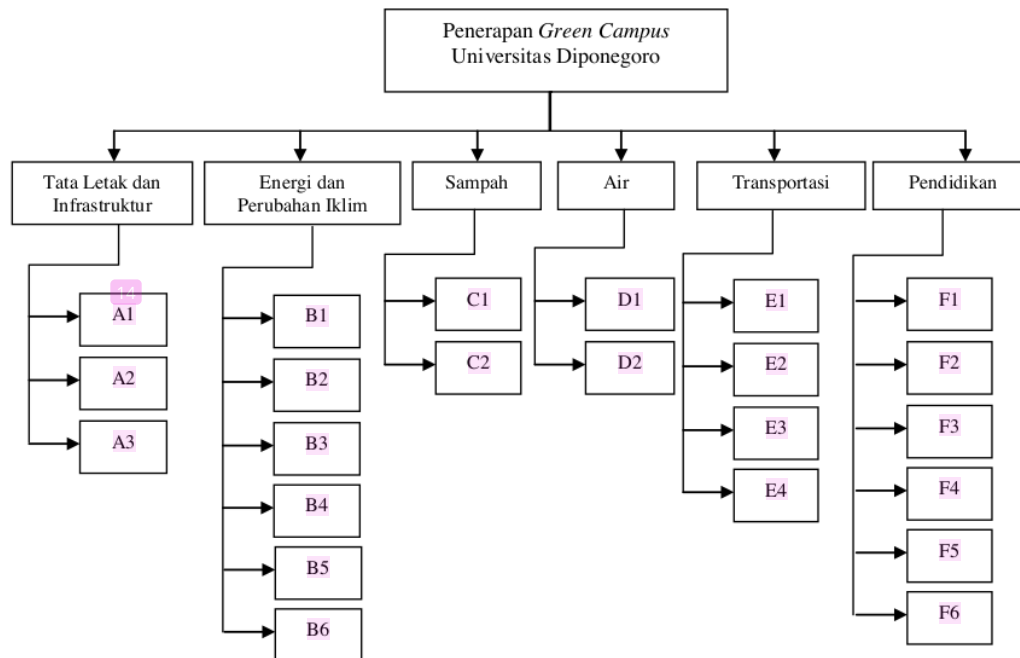 Penerapan Green Campus
Universitas Diponegoro
Tata Letak dan
Infrastruktur
Energi dan
Perubahan Iklim
Sampah
Air
Transportasi
Pendidikan
14
A1
A2
A3
B1
B2
B3
B4
B5
B6
C1
C2
D1
D2
E1
E2
E3
E4
F1
F2
F3
F4
F5
F6